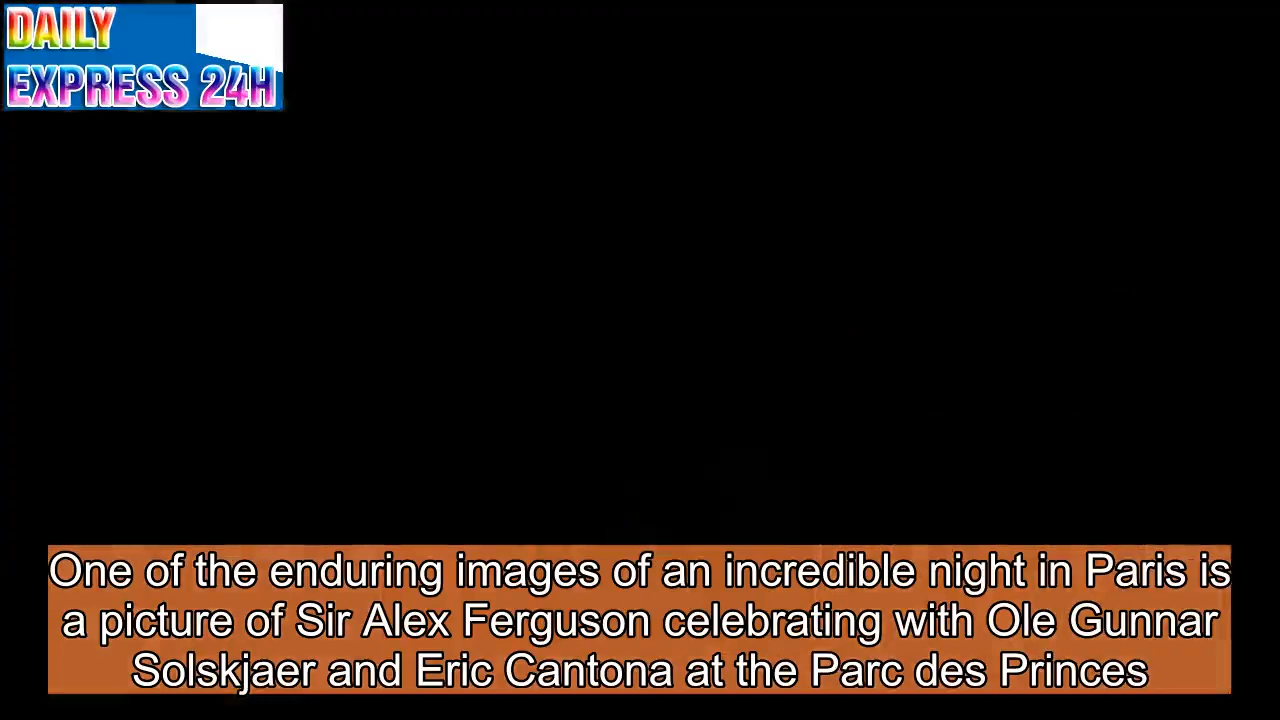 DAILY
EXPRESS 24H
One of the enduring images of an incredible night in Paris is
a picture of Sir Alex Ferguson celebrating with Ole Gunnar
Solskjaer and Eric Cantona at the Parc des Princes